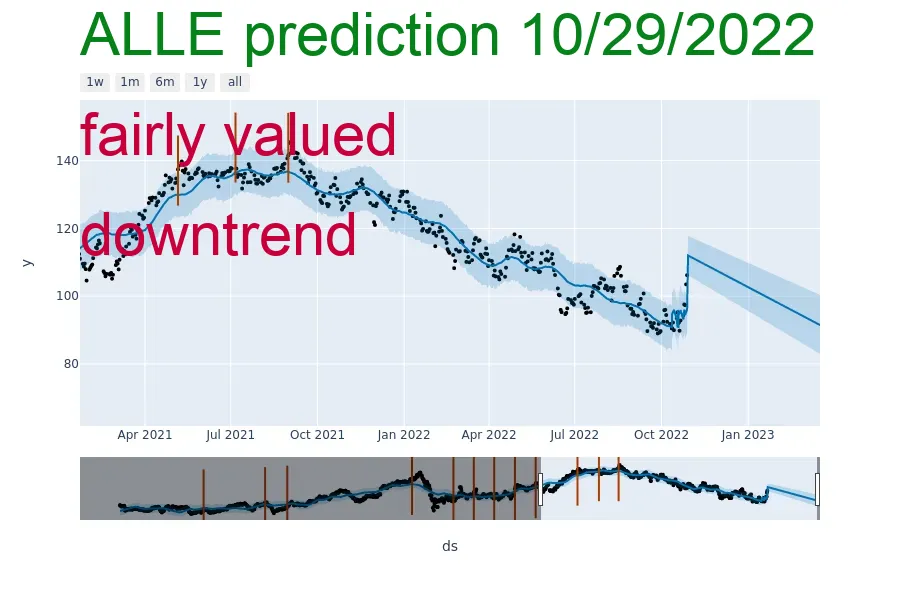 ALLE prediction 10/29/2022
1w 1m 6m 1y all
fairly valued
140
downtrend
120
y
100
80
Apr 2021 Jul 2021 Oct 2021 Jan 2022 Apr 2022 Jul 2022 Oct 2022 Jan 2023
ds